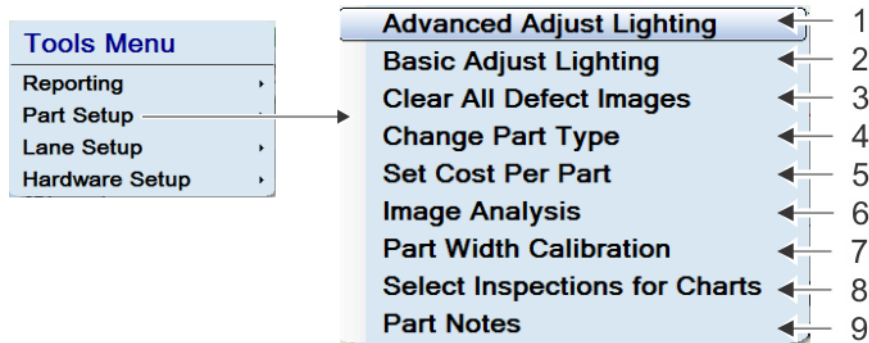 Tools Menu
Reporting
Part Setup
Lane Setup
Hardware Setup
Advanced Adjust Lighting 1
Basic Adjust Lighting 2
Clear All Defect Images 3
Change Part Type 4
Set Cost Per Part 5
Image Analysis 6
Part Width Calibration 7
Select Inspections for Charts 8
Part Notes 9